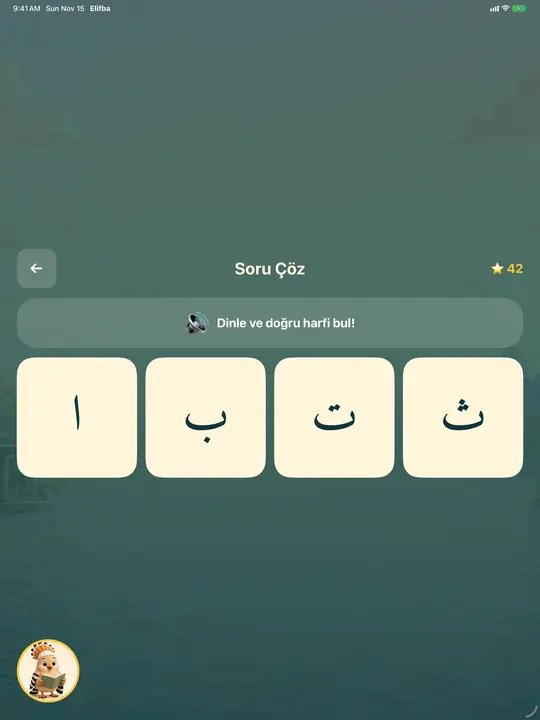 9:41 AM Sun Nov 15 Elifba
Soru Çöz
42
Dinle ve doğru harfi bul!
ا ب ت ث